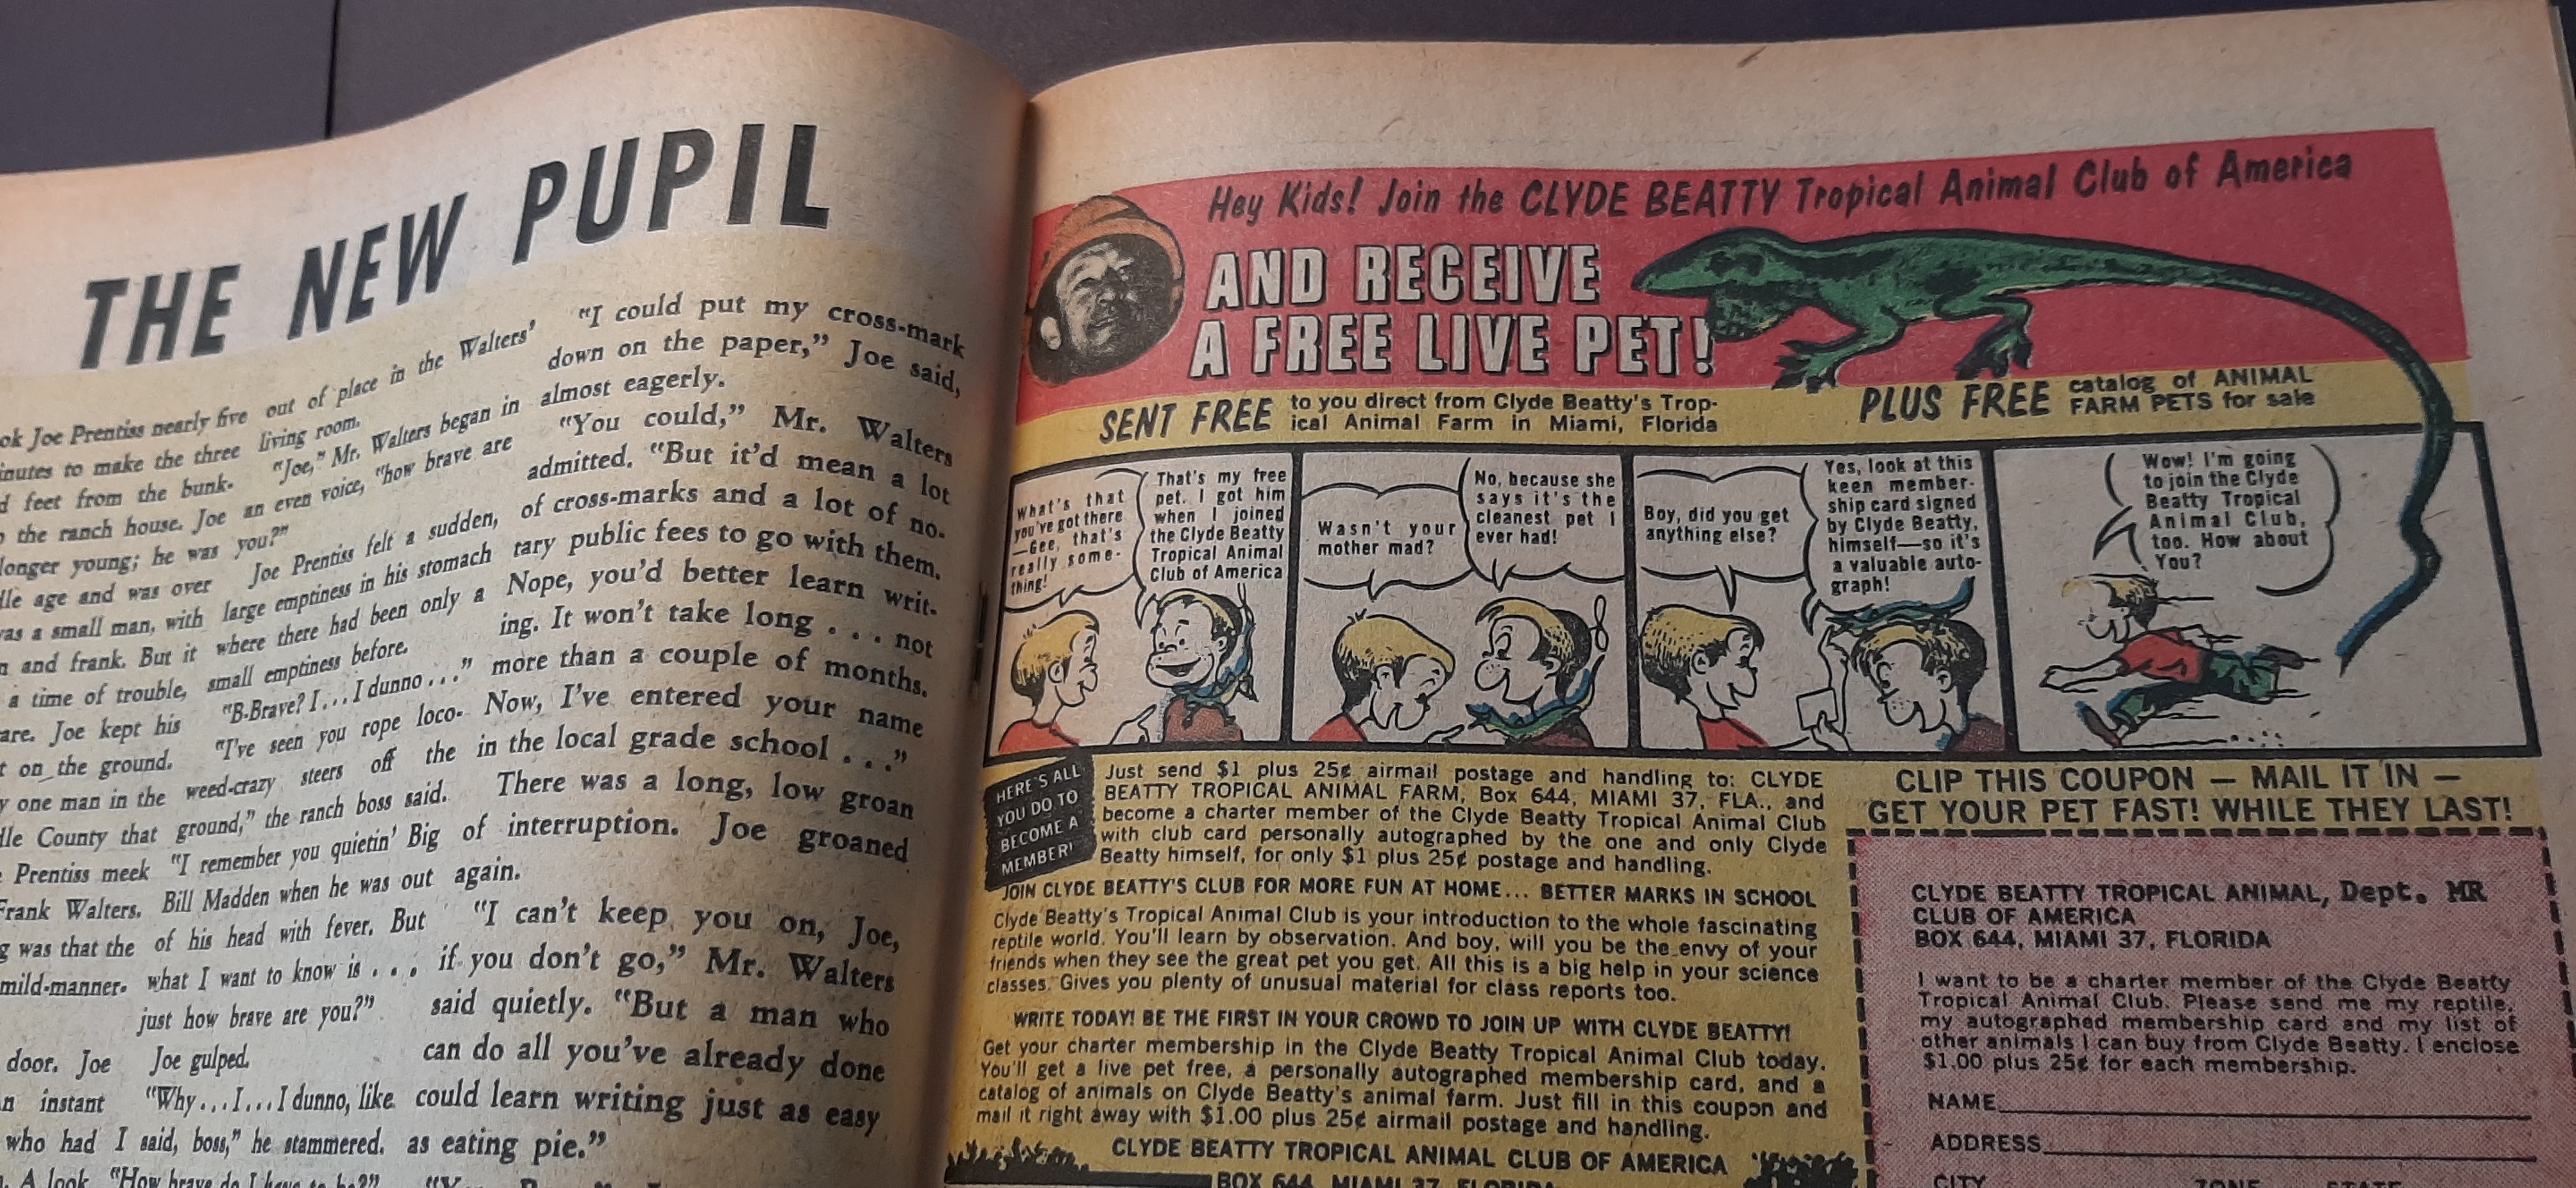 THE NEW PUPIL
ok Joe Prentiss nearly five
inutes to make the three
d feet from the bunk-
o the ranch house. Joe
longer young; he was
dle age and was over
was a small man, with
n and frank. But it
a time of trouble,
are. Joe kept his
t on the ground.
y one man in the
dle County that
Prentiss meek
Frank Walters.
g was that the
mild-manner-
door. Joe
n instant
who had
A look
out of place in the Walters'
living room.
"Joe," Mr. Walters began in
an even voice, "how brave are
you?"
Joe Prentiss felt a sudden,
large emptiness in his stomach
where there had been only a
small emptiness before.
"B-Brave? I...I dunno..."
"I've seen you rope loco-
weed-crazy steers off the
ground," the ranch boss said.
"I remember you quietin' Big
Bill Madden when he was out
of his head with fever. But
what I want to know is . . .
just how brave are you?"
Joe gulped.
"Why...I...I dunno, like
I said, boss," he stammered.
"How brave do I have to be?"
"I could put my cross-mark
down on the paper," Joe said,
almost eagerly.
"You could," Mr. Walters
admitted. "But it'd mean a lot
of cross-marks and a lot of no-
tary public fees to go with them.
Nope, you'd better learn writ-
ing. It won't take long . . . not
more than a couple of months.
Now, I've entered your name
in the local grade school . . ."
There was a long, low groan
of interruption. Joe groaned
again.
"I can't keep you on, Joe,
if you don't go," Mr. Walters
said quietly. "But a man who
can do all you've already done
could learn writing just as easy
as eating pie."
Hey Kids! Join the CLYDE BEATTY Tropical Animal Club of America
AND RECEIVE
A FREE LIVE PET!
SENT FREE to you direct from Clyde Beatty's Trop-
ical Animal Farm in Miami, Florida
PLUS FREE catalog of ANIMAL
FARM PETS for sale
What's that
you've got there
—Gee, that's
really some-
thing!
That's my free
pet. I got him
when I joined
the Clyde Beatty
Tropical Animal
Club of America
Wasn't your
mother mad?
No, because she
says it's the
cleanest pet I
ever had!
Boy, did you get
anything else?
Yes, look at this
keen member-
ship card signed
by Clyde Beatty,
himself—so it's
a valuable auto-
graph!
Wow! I'm going
to join the Clyde
Beatty Tropical
Animal Club,
too. How about
You?
HERE'S ALL
YOU DO TO
BECOME A
MEMBER!
Just send $1 plus 25¢ airmail postage and handling to: CLYDE
BEATTY TROPICAL ANIMAL FARM, Box 644, MIAMI 37, FLA., and
become a charter member of the Clyde Beatty Tropical Animal Club
with club card personally autographed by the one and only Clyde
Beatty himself, for only $1 plus 25¢ postage and handling.
JOIN CLYDE BEATTY'S CLUB FOR MORE FUN AT HOME... BETTER MARKS IN SCHOOL
Clyde Beatty's Tropical Animal Club is your introduction to the whole fascinating
reptile world. You'll learn by observation. And boy, will you be the envy of your
friends when they see the great pet you get. All this is a big help in your science
classes. Gives you plenty of unusual material for class reports too.
WRITE TODAY! BE THE FIRST IN YOUR CROWD TO JOIN UP WITH CLYDE BEATTY!
Get your charter membership in the Clyde Beatty Tropical Animal Club today.
You'll get a live pet free, a personally autographed membership card, and a
catalog of animals on Clyde Beatty's animal farm. Just fill in this coupon and
mail it right away with $1.00 plus 25¢ airmail postage and handling.
CLYDE BEATTY TROPICAL ANIMAL CLUB OF AMERICA
BOX 644, MIAMI 37, FLORIDA
CLIP THIS COUPON — MAIL IT IN —
GET YOUR PET FAST! WHILE THEY LAST!
CLYDE BEATTY TROPICAL ANIMAL, Dept. MR
CLUB OF AMERICA
BOX 644, MIAMI 37, FLORIDA
I want to be a charter member of the Clyde Beatty
Tropical Animal Club. Please send me my reptile,
my autographed membership card and my list of
other animals I can buy from Clyde Beatty. I enclose
$1.00 plus 25¢ for each membership.
NAME
ADDRESS
CITY ZONE STATE